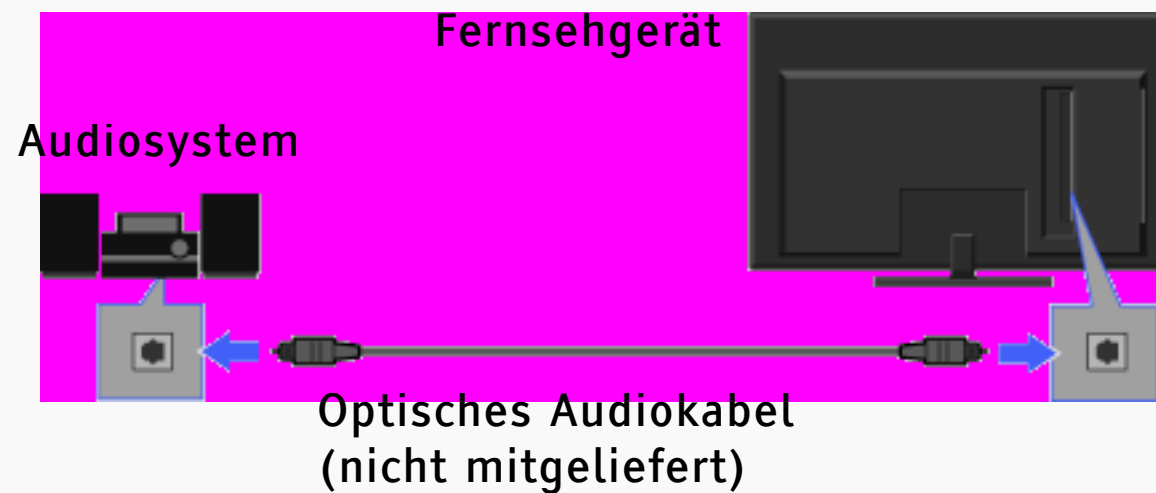 Fernsehgerät
Audiosystem
Optisches Audiokabel
(nicht mitgeliefert)